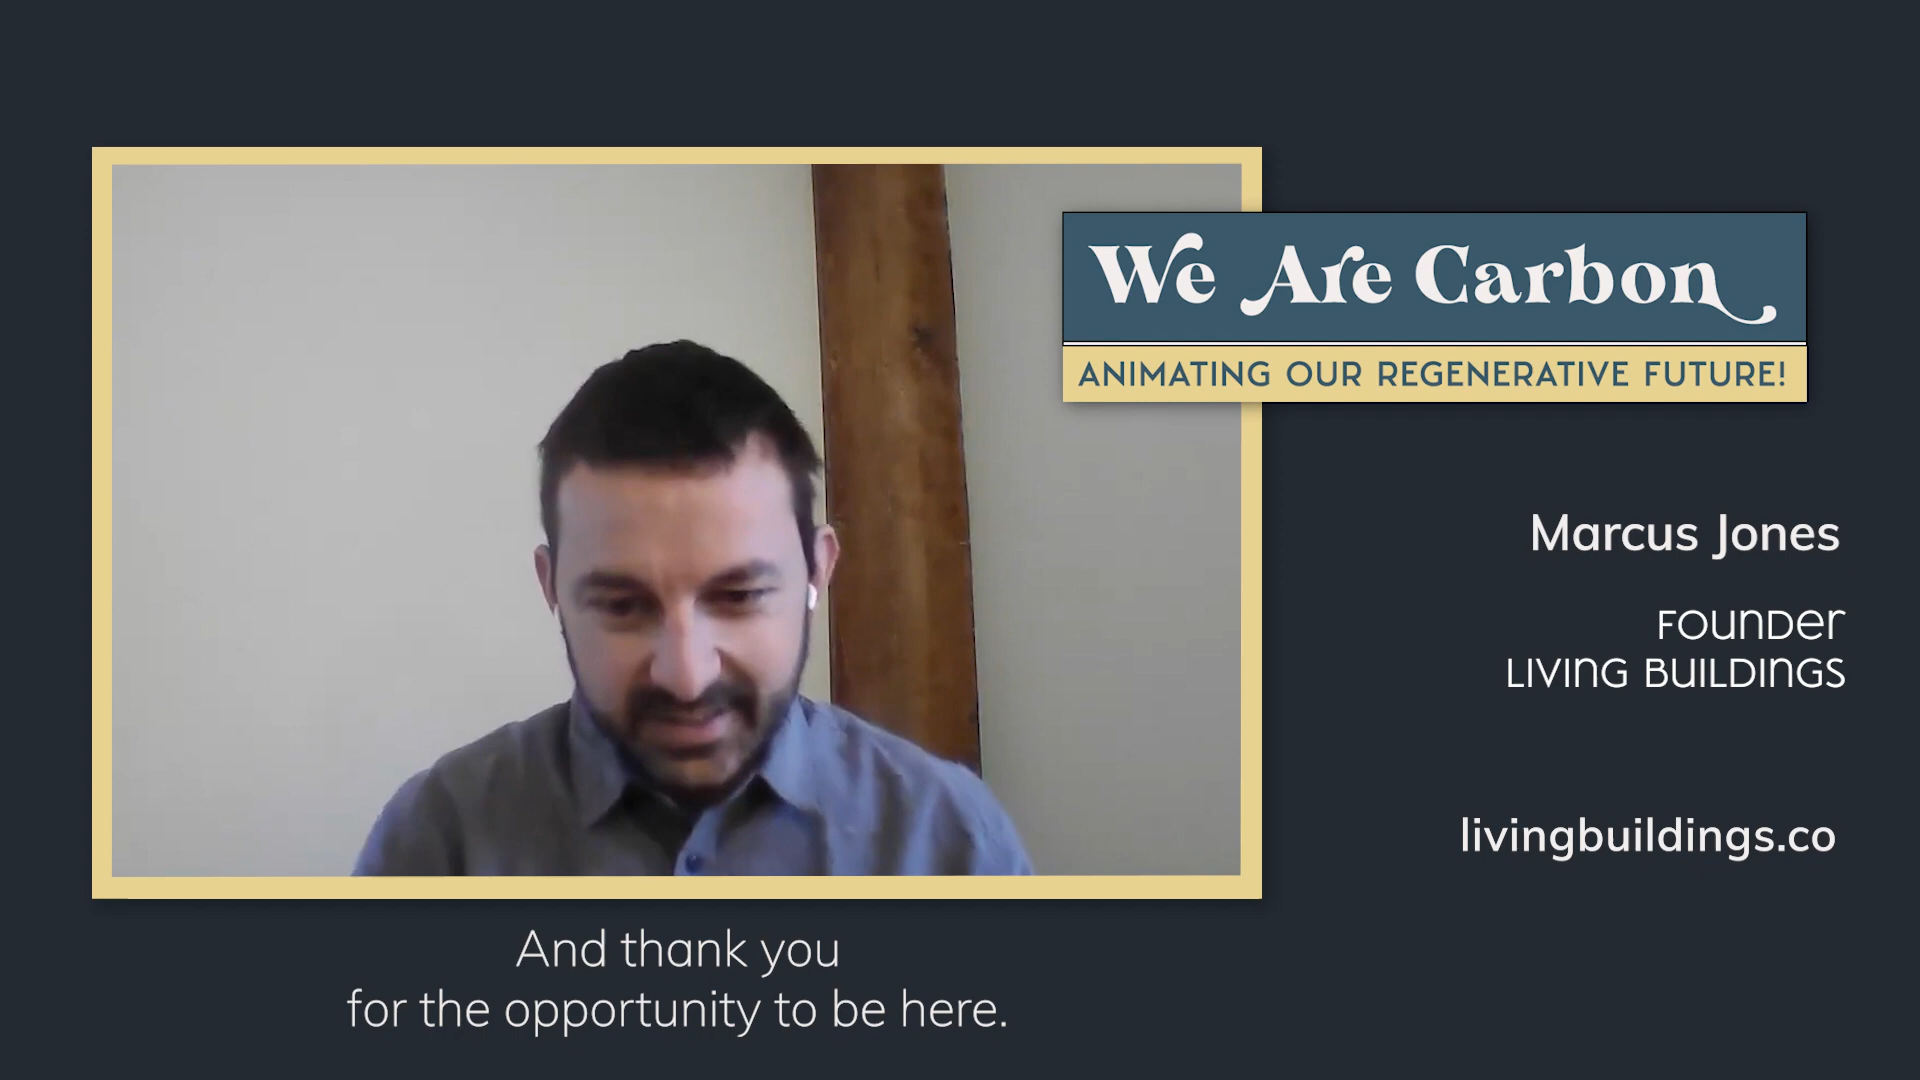 We Are Carbon
ANIMATING OUR REGENERATIVE FUTURE!
Marcus Jones
FOUNDER
LIVING BUILDINGS
livingbuildings.co
And thank you
for the opportunity to be here.